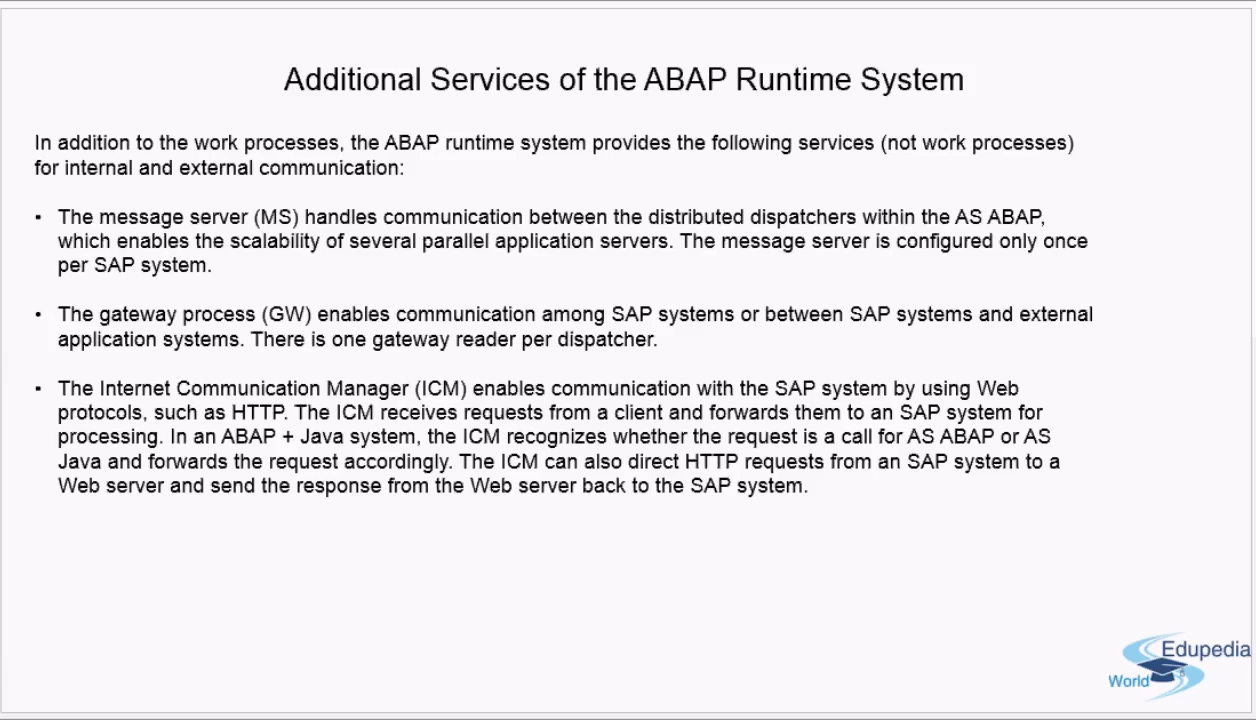 Additional Services of the ABAP Runtime System
In addition to the work processes, the ABAP runtime system provides the following services (not work processes)
for internal and external communication:
• The message server (MS) handles communication between the distributed dispatchers within the AS ABAP,
which enables the scalability of several parallel application servers. The message server is configured only once
per SAP system.
• The gateway process (GW) enables communication among SAP systems or between SAP systems and external
application systems. There is one gateway reader per dispatcher.
• The Internet Communication Manager (ICM) enables communication with the SAP system by using Web
protocols, such as HTTP. The ICM receives requests from a client and forwards them to an SAP system for
processing. In an ABAP + Java system, the ICM recognizes whether the request is a call for AS ABAP or AS
Java and forwards the request accordingly. The ICM can also direct HTTP requests from an SAP system to a
Web server and send the response from the Web server back to the SAP system.
Edupedia
World